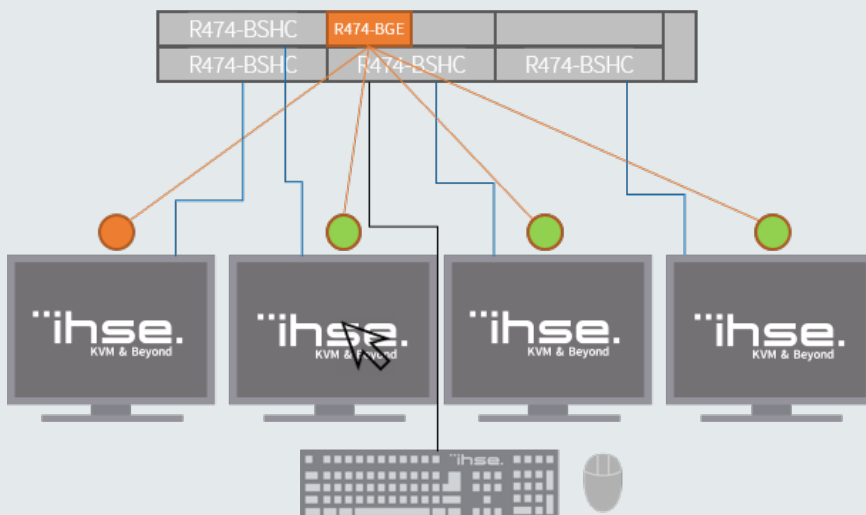 R474-BSHC
R474-BGE
R474-BSHC
R474-BSHC
R474-BSHC
ihse.
KVM & Beyond
ihse.
KVM & Beyond
ihse.
KVM & Beyond
ihse.
KVM & Beyond
ihse.